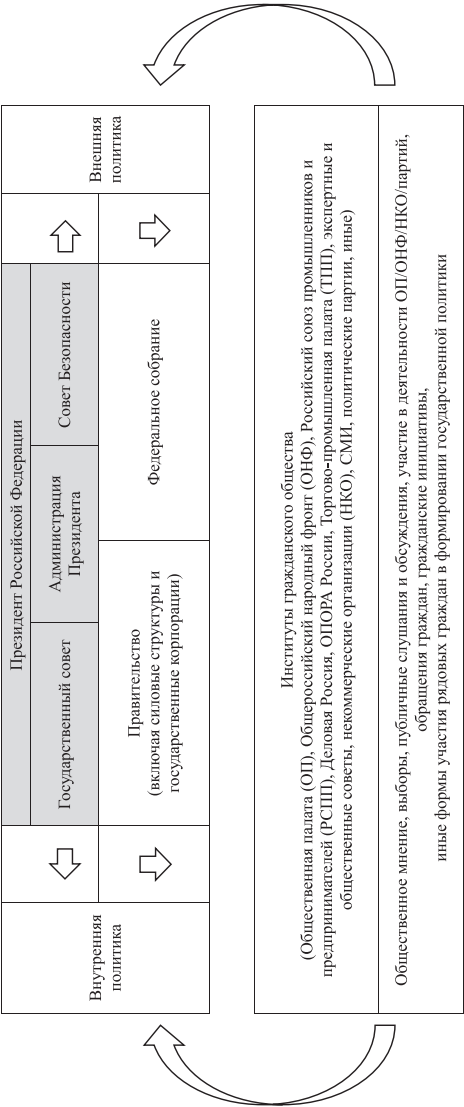 Президент Российской Федерации
Внутренняя
политика
Государственный совет
Администрация
Президента
Совет Безопасности
Внешняя
политика
Правительство
(включая силовые структуры и
государственные корпорации)
Федеральное собрание
Институты гражданского общества
(Общественная палата (ОП), Общероссийский народный фронт (ОНФ), Российский союз промышленников и
предпринимателей (РСПП), Деловая Россия, ОПОРА России, Торгово-промышленная палата (ТПП), экспертные и
общественные советы, некоммерческие организации (НКО), СМИ, политические партии, иные)
Общественное мнение, выборы, публичные слушания и обсуждения, участие в деятельности ОП/ОНФ/НКО/партий,
обращения граждан, гражданские инициативы,
иные формы участия рядовых граждан в формировании государственной политики